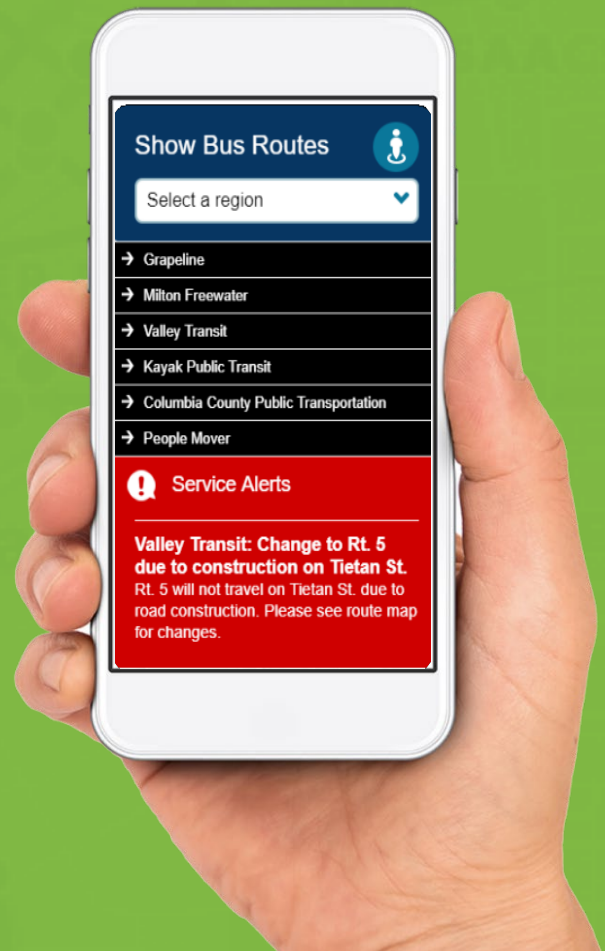 Show Bus Routes
Select a region
Grapeline
Milton Freewater
Valley Transit
Kayak Public Transit
Columbia County Public Transportation
People Mover
Service Alerts
Valley Transit: Change to Rt. 5
due to construction on Tietan St.
Rt. 5 will not travel on Tietan St. due to
road construction. Please see route map
for changes.